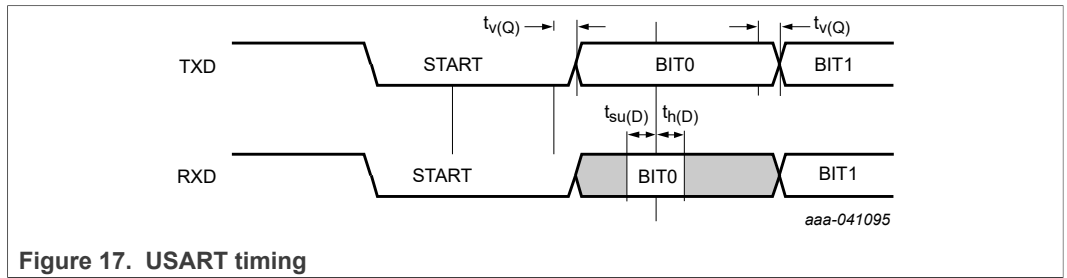 tv(Q) tv(Q)
TXD START BIT0 BIT1
tsu(D) th(D)
RXD START BIT0 BIT1
aaa-041095
Figure 17. USART timing